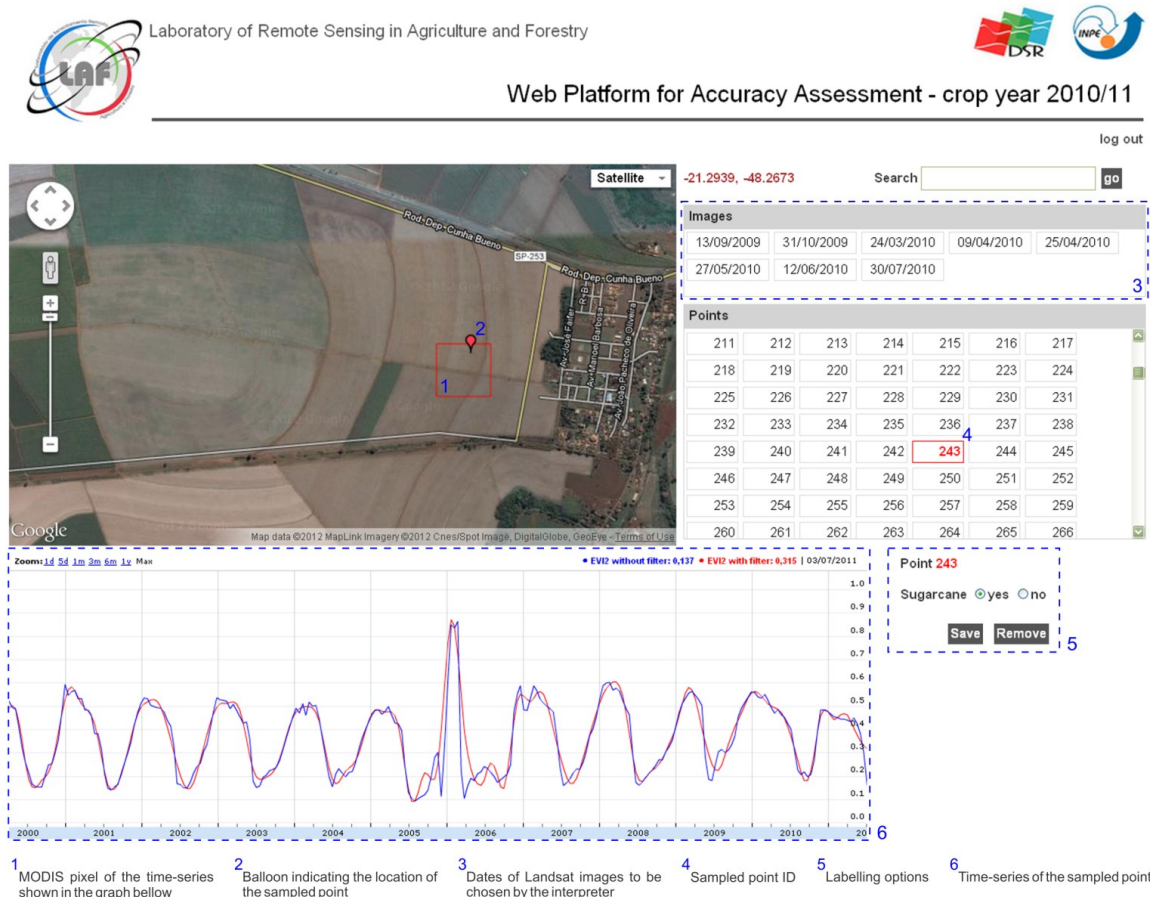 LAF
Laboratory of Remote Sensing in Agriculture and Forestry
DSR
INPE
Web Platform for Accuracy Assessment - crop year 2010/11
log out
Satellite
Rod-Dep-Cunha Bueno
SP-253
Rod-Dep-Cunha Bueno
R-B
Av-José Faifer
Av-Manoel Barbosa
Av-João Pacheco de Oliveira
2
1
Google
Map data ©2012 MapLink Imagery ©2012 Cnes/Spot Image, DigitalGlobe, GeoEye - Terms of Use
-21.2939, -48.2673 Search go
Images
13/09/2009 31/10/2009 24/03/2010 09/04/2010 25/04/2010
27/05/2010 12/06/2010 30/07/2010
3
Points
211 212 213 214 215 216 217
218 219 220 221 222 223 224
225 226 227 228 229 230 231
232 233 234 235 236 237 238
4
239 240 241 242 243 244 245
246 247 248 249 250 251 252
253 254 255 256 257 258 259
260 261 262 263 264 265 266
Zoom: 1d 5d 1m 3m 6m 1y Max
EVI2 without filter: 0,137 EVI2 with filter: 0,315 | 03/07/2011
1.0
0.9
0.8
0.7
0.6
0.5
0.4
0.3
0.2
0.1
0.0
2000 2001 2002 2003 2004 2005 2006 2007 2008 2009 2010 20
6
Point 243
Sugarcane yes no
Save Remove
5
1 MODIS pixel of the time-series
shown in the graph bellow
2 Balloon indicating the location of
the sampled point
3 Dates of Landsat images to be
chosen by the interpreter
4 Sampled point ID
5 Labelling options
6 Time-series of the sampled point